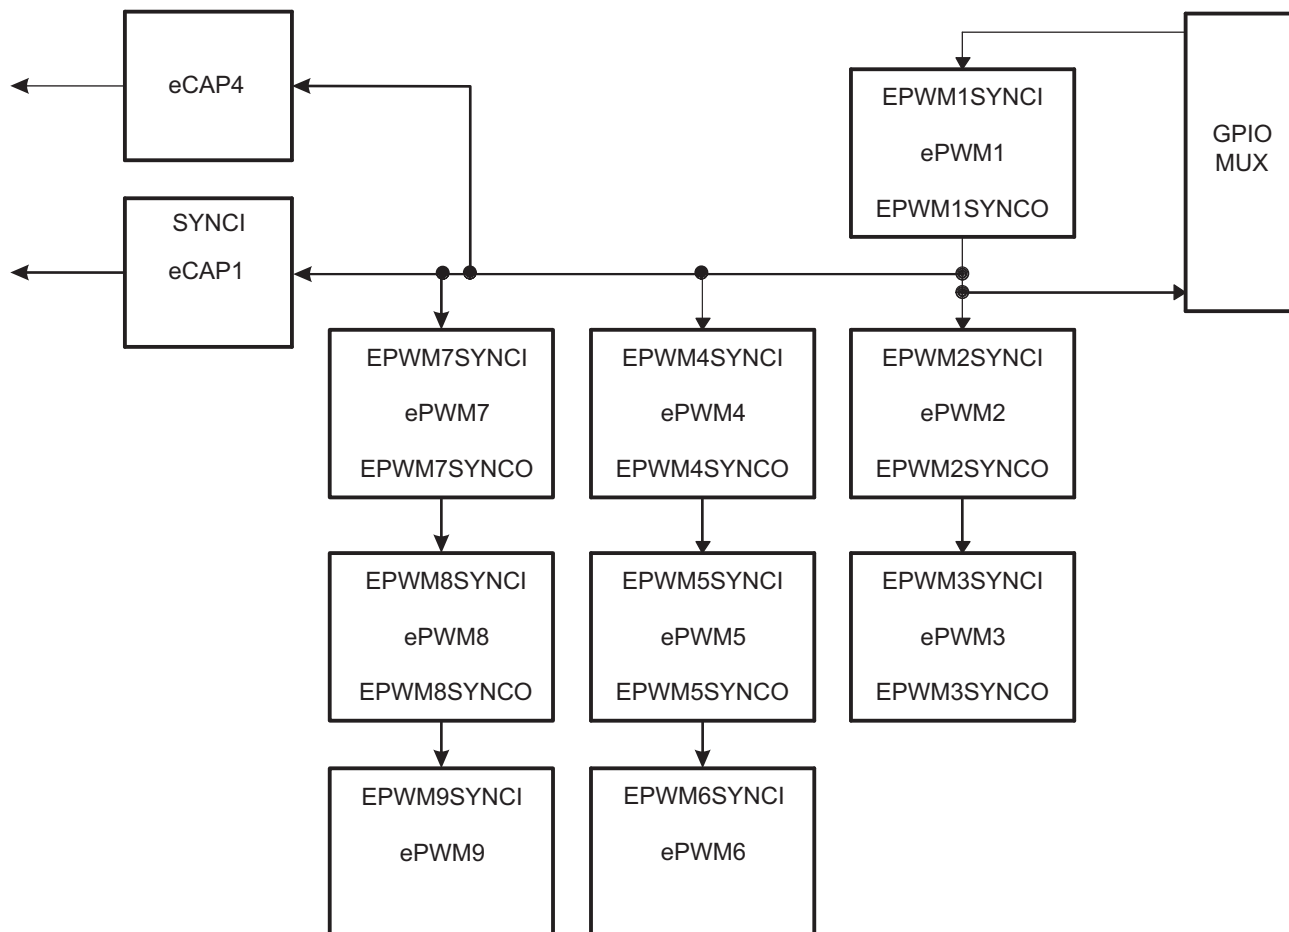 eCAP4
EPWM1SYNCI
ePWM1
EPWM1SYNCO
GPIO
MUX
SYNCI
eCAP1
EPWM7SYNCI
ePWM7
EPWM7SYNCO
EPWM4SYNCI
ePWM4
EPWM4SYNCO
EPWM2SYNCI
ePWM2
EPWM2SYNCO
EPWM8SYNCI
ePWM8
EPWM8SYNCO
EPWM5SYNCI
ePWM5
EPWM5SYNCO
EPWM3SYNCI
ePWM3
EPWM3SYNCO
EPWM9SYNCI
ePWM9
EPWM6SYNCI
ePWM6